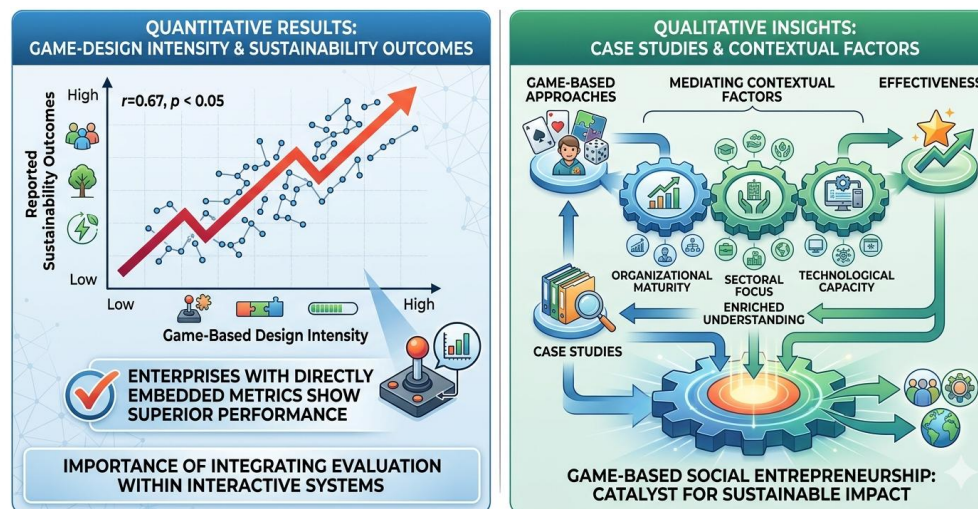 QUANTITATIVE RESULTS:
GAME-DESIGN INTENSITY & SUSTAINABILITY OUTCOMES
Reported
Sustainability Outcomes
High
r=0.67, p < 0.05
Low
Low
High
Game-Based Design Intensity
ENTERPRISES WITH DIRECTLY
EMBEDDED METRICS SHOW
SUPERIOR PERFORMANCE
IMPORTANCE OF INTEGRATING EVALUATION
WITHIN INTERACTIVE SYSTEMS
QUALITATIVE INSIGHTS:
CASE STUDIES & CONTEXTUAL FACTORS
GAME-BASED
APPROACHES
MEDIATING CONTEXTUAL
FACTORS
EFFECTIVENESS
ORGANIZATIONAL
MATURITY
SECTORAL
FOCUS
TECHNOLOGICAL
CAPACITY
ENRICHED
UNDERSTANDING
CASE STUDIES
GAME-BASED SOCIAL ENTREPRENEURSHIP:
CATALYST FOR SUSTAINABLE IMPACT